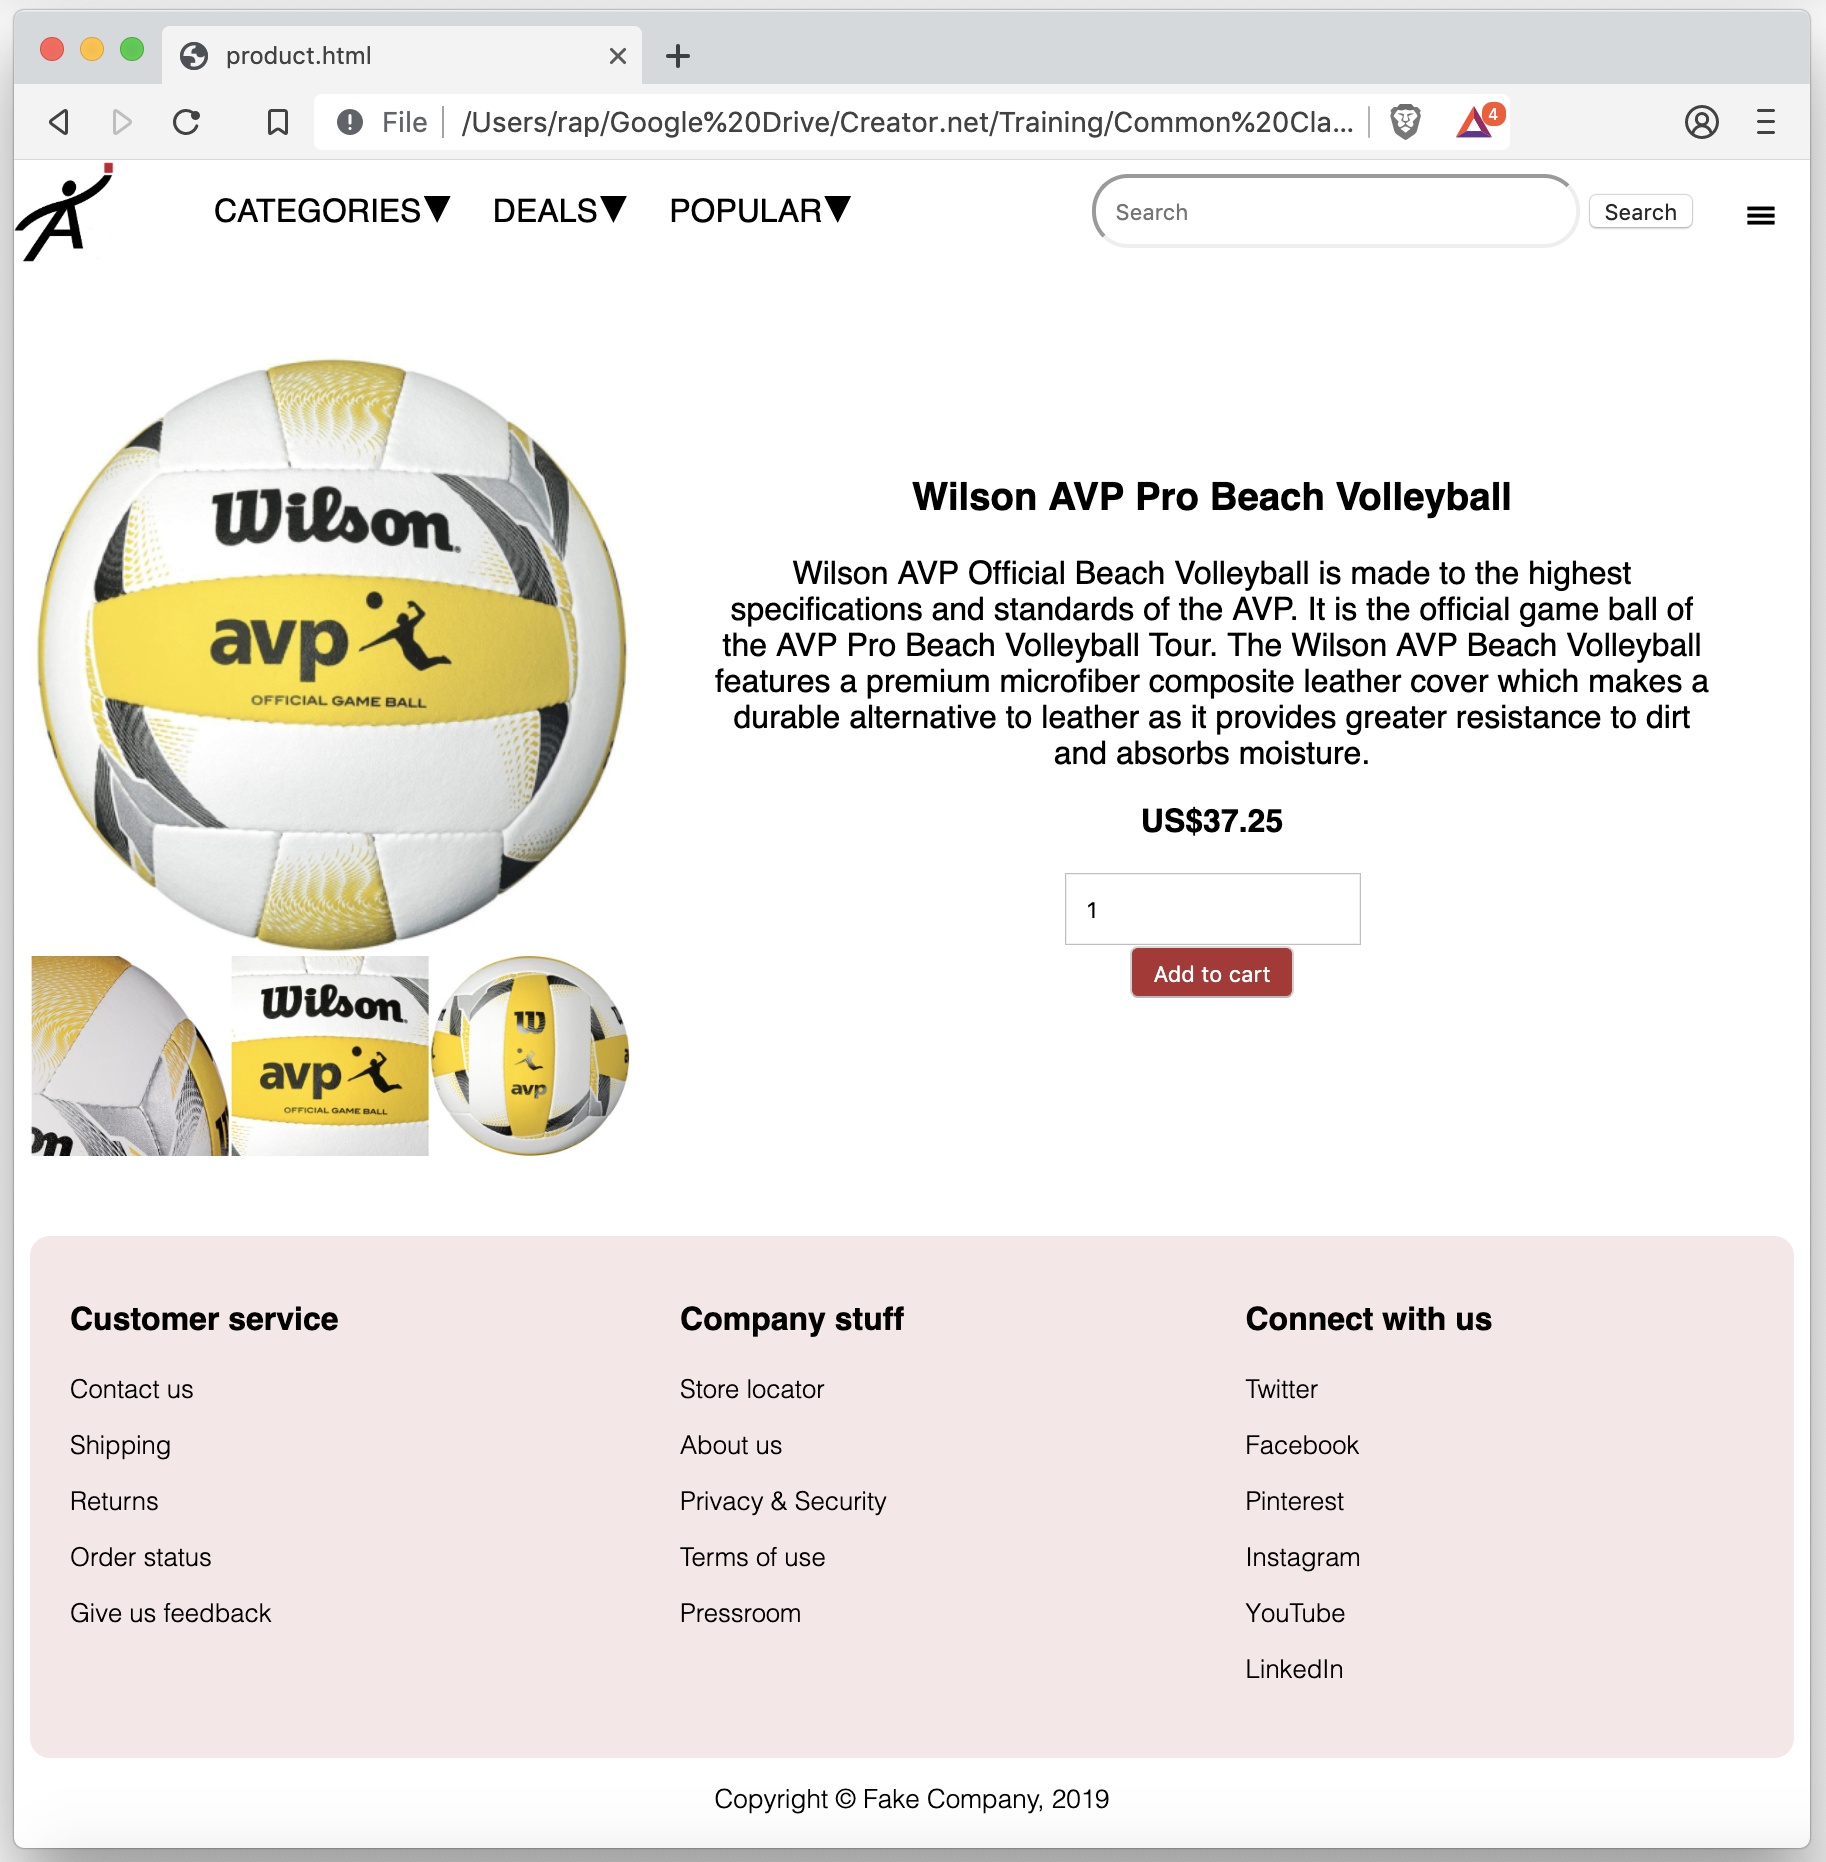 product.html
File
/Users/rap/Google%20Drive/Creator.net/Training/Common%20Cla...
4
CATEGORIES▼ DEALS▼ POPULAR▼
Search
Search
Wilson
avp
OFFICIAL GAME BALL
Wilson AVP Pro Beach Volleyball
Wilson AVP Official Beach Volleyball is made to the highest
specifications and standards of the AVP. It is the official game ball of
the AVP Pro Beach Volleyball Tour. The Wilson AVP Beach Volleyball
features a premium microfiber composite leather cover which makes a
durable alternative to leather as it provides greater resistance to dirt
and absorbs moisture.
US$37.25
1
Add to cart
on
W
Wilson
avp
OFFICIAL GAME BALL
W
avp
Customer service
Contact us
Shipping
Returns
Order status
Give us feedback
Company stuff
Store locator
About us
Privacy & Security
Terms of use
Pressroom
Connect with us
Twitter
Facebook
Pinterest
Instagram
YouTube
LinkedIn
Copyright © Fake Company, 2019